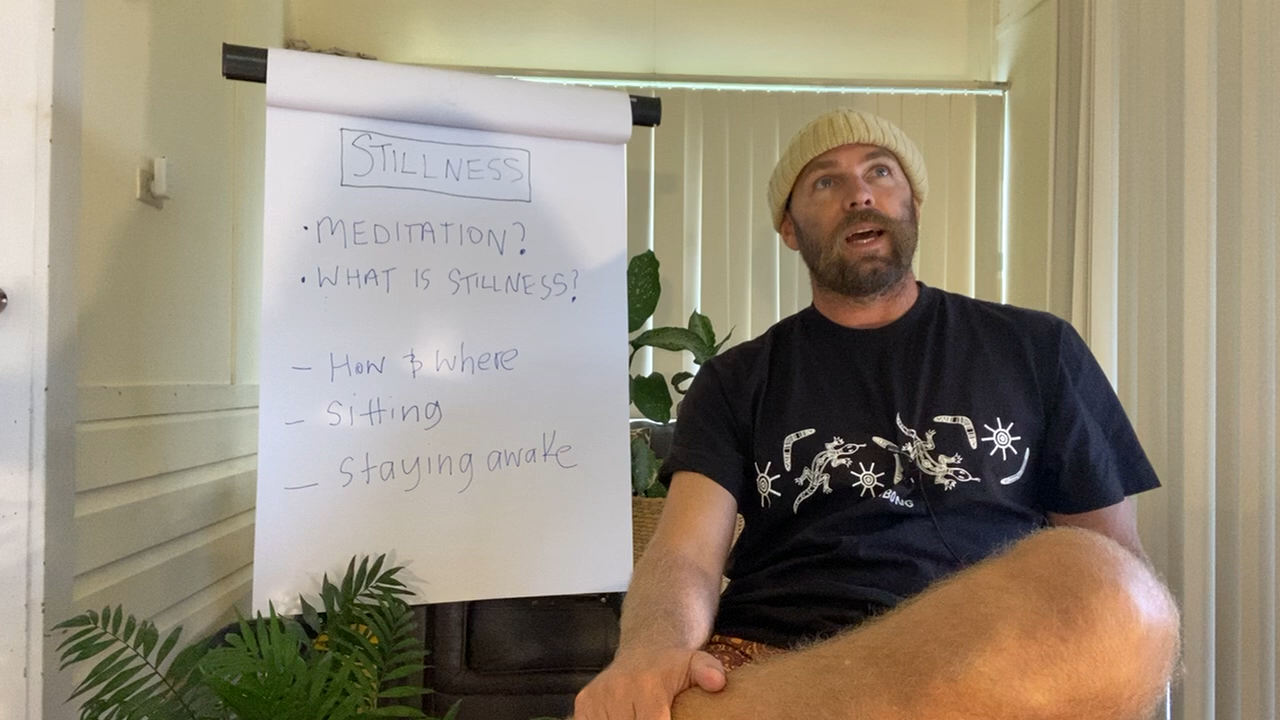 STILLNESS
• MEDITATION?
• WHAT IS STILLNESS?
– How & where
– Sitting
– Staying awake
BONG